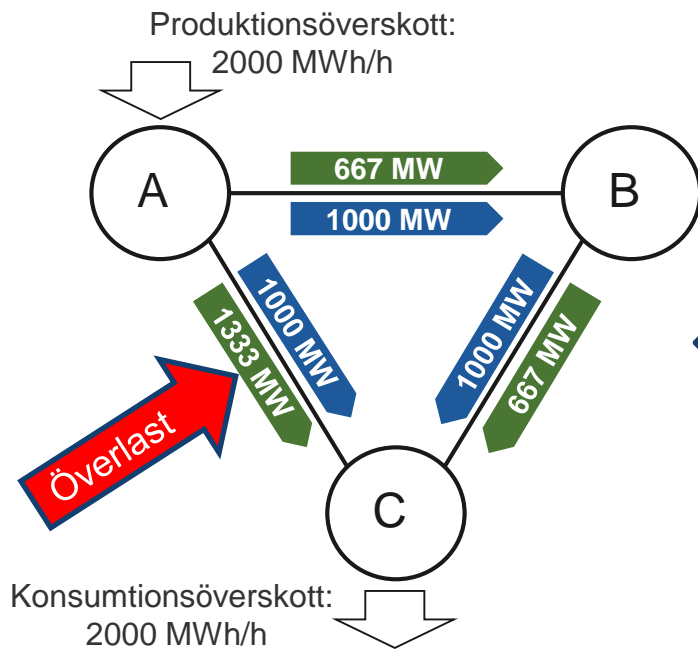 Produktionsöverskott:
2000 MWh/h
A
667 MW
1000 MW
B
1000 MW
1333 MW
1000 MW
667 MW
Överlast
C
Konsumtionsöverskott:
2000 MWh/h